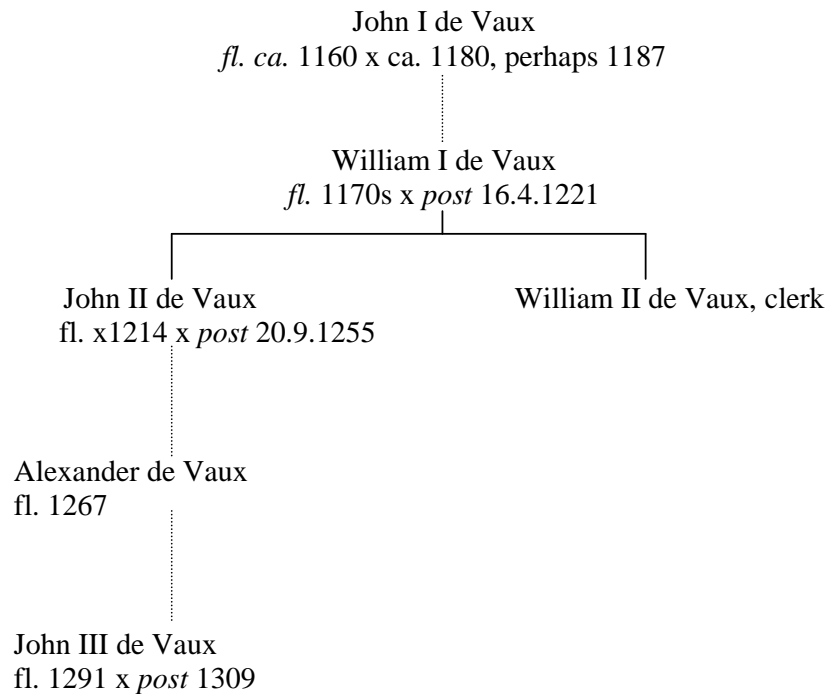 John I de Vaux
fl. ca. 1160 x ca. 1180, perhaps 1187
William I de Vaux
fl. 1170s x post 16.4.1221
John II de Vaux
fl. x1214 x post 20.9.1255
William II de Vaux, clerk
Alexander de Vaux
fl. 1267
John III de Vaux
fl. 1291 x post 1309